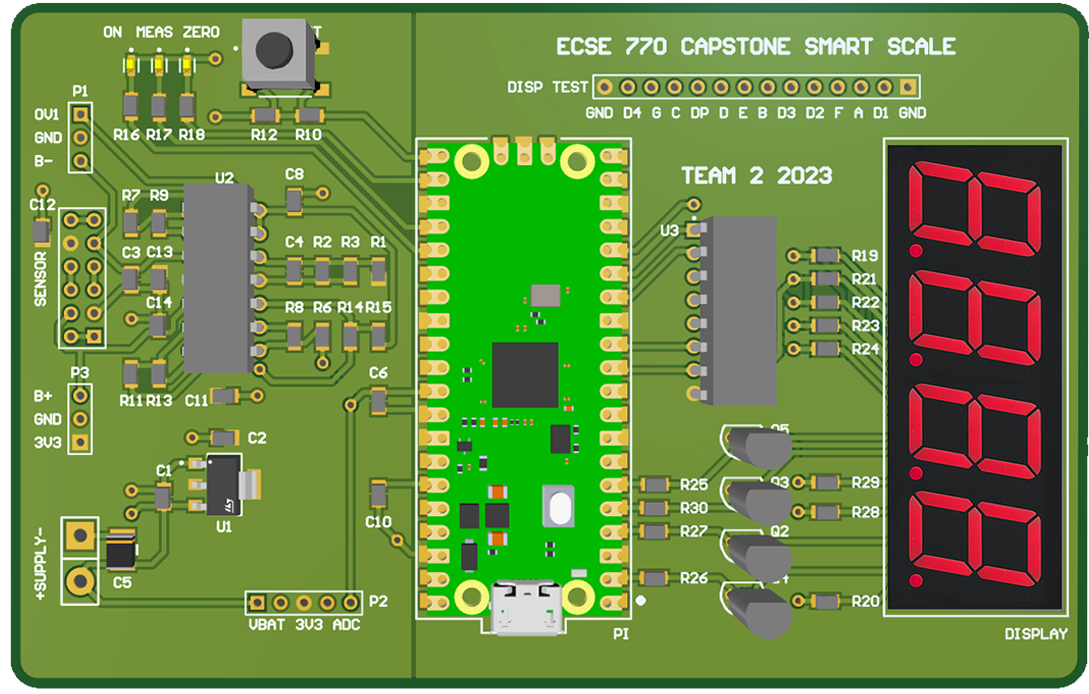 ON MEAS ZERO
T
ECSE 770 CAPSTONE SMART SCALE
DISP TEST
GND D4 G C DP D E B D3 D2 F A D1 GND
P1
0V1
GND
B-
R16 R17 R18
R12 R10
TEAM 2 2023
U2
C8
R7 R9
C12
SENSOR
C3 C13
C14
C4 R2 R3 R1
R8 R6 R14 R15
U3
R19
R21
R22
R23
R24
P3
B+
GND
3V3
R11 R13
C11
C6
C2
C1
U1
ST
C10
Q5
R25
Q3
R29
R30
R28
R27
Q2
R26
R20
+SUPPLY-
C5
P2
VBAT 3V3 ADC
PI
DISPLAY